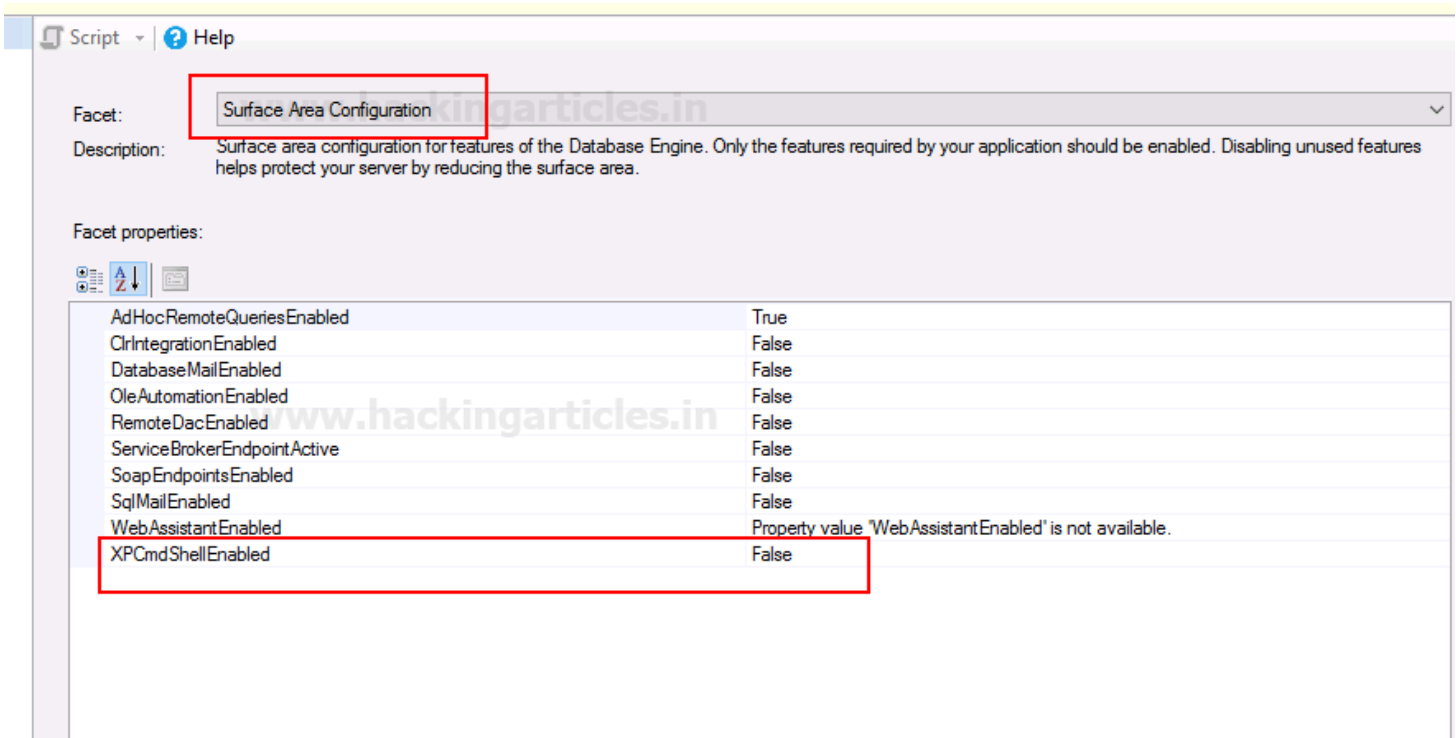 Script Help
www.hackingarticles.in
Facet: Surface Area Configuration
Description: Surface area configuration for features of the Database Engine. Only the features required by your application should be enabled. Disabling unused features
helps protect your server by reducing the surface area.
Facet properties:
AdHocRemoteQueriesEnabled True
ClrIntegrationEnabled False
DatabaseMailEnabled False
OleAutomationEnabled False
www.hackingarticles.in
RemoteDacEnabled False
ServiceBrokerEndpointActive False
SoapEndpointsEnabled False
SqlMailEnabled False
WebAssistantEnabled Property value 'WebAssistantEnabled' is not available.
XPCmdShellEnabled False